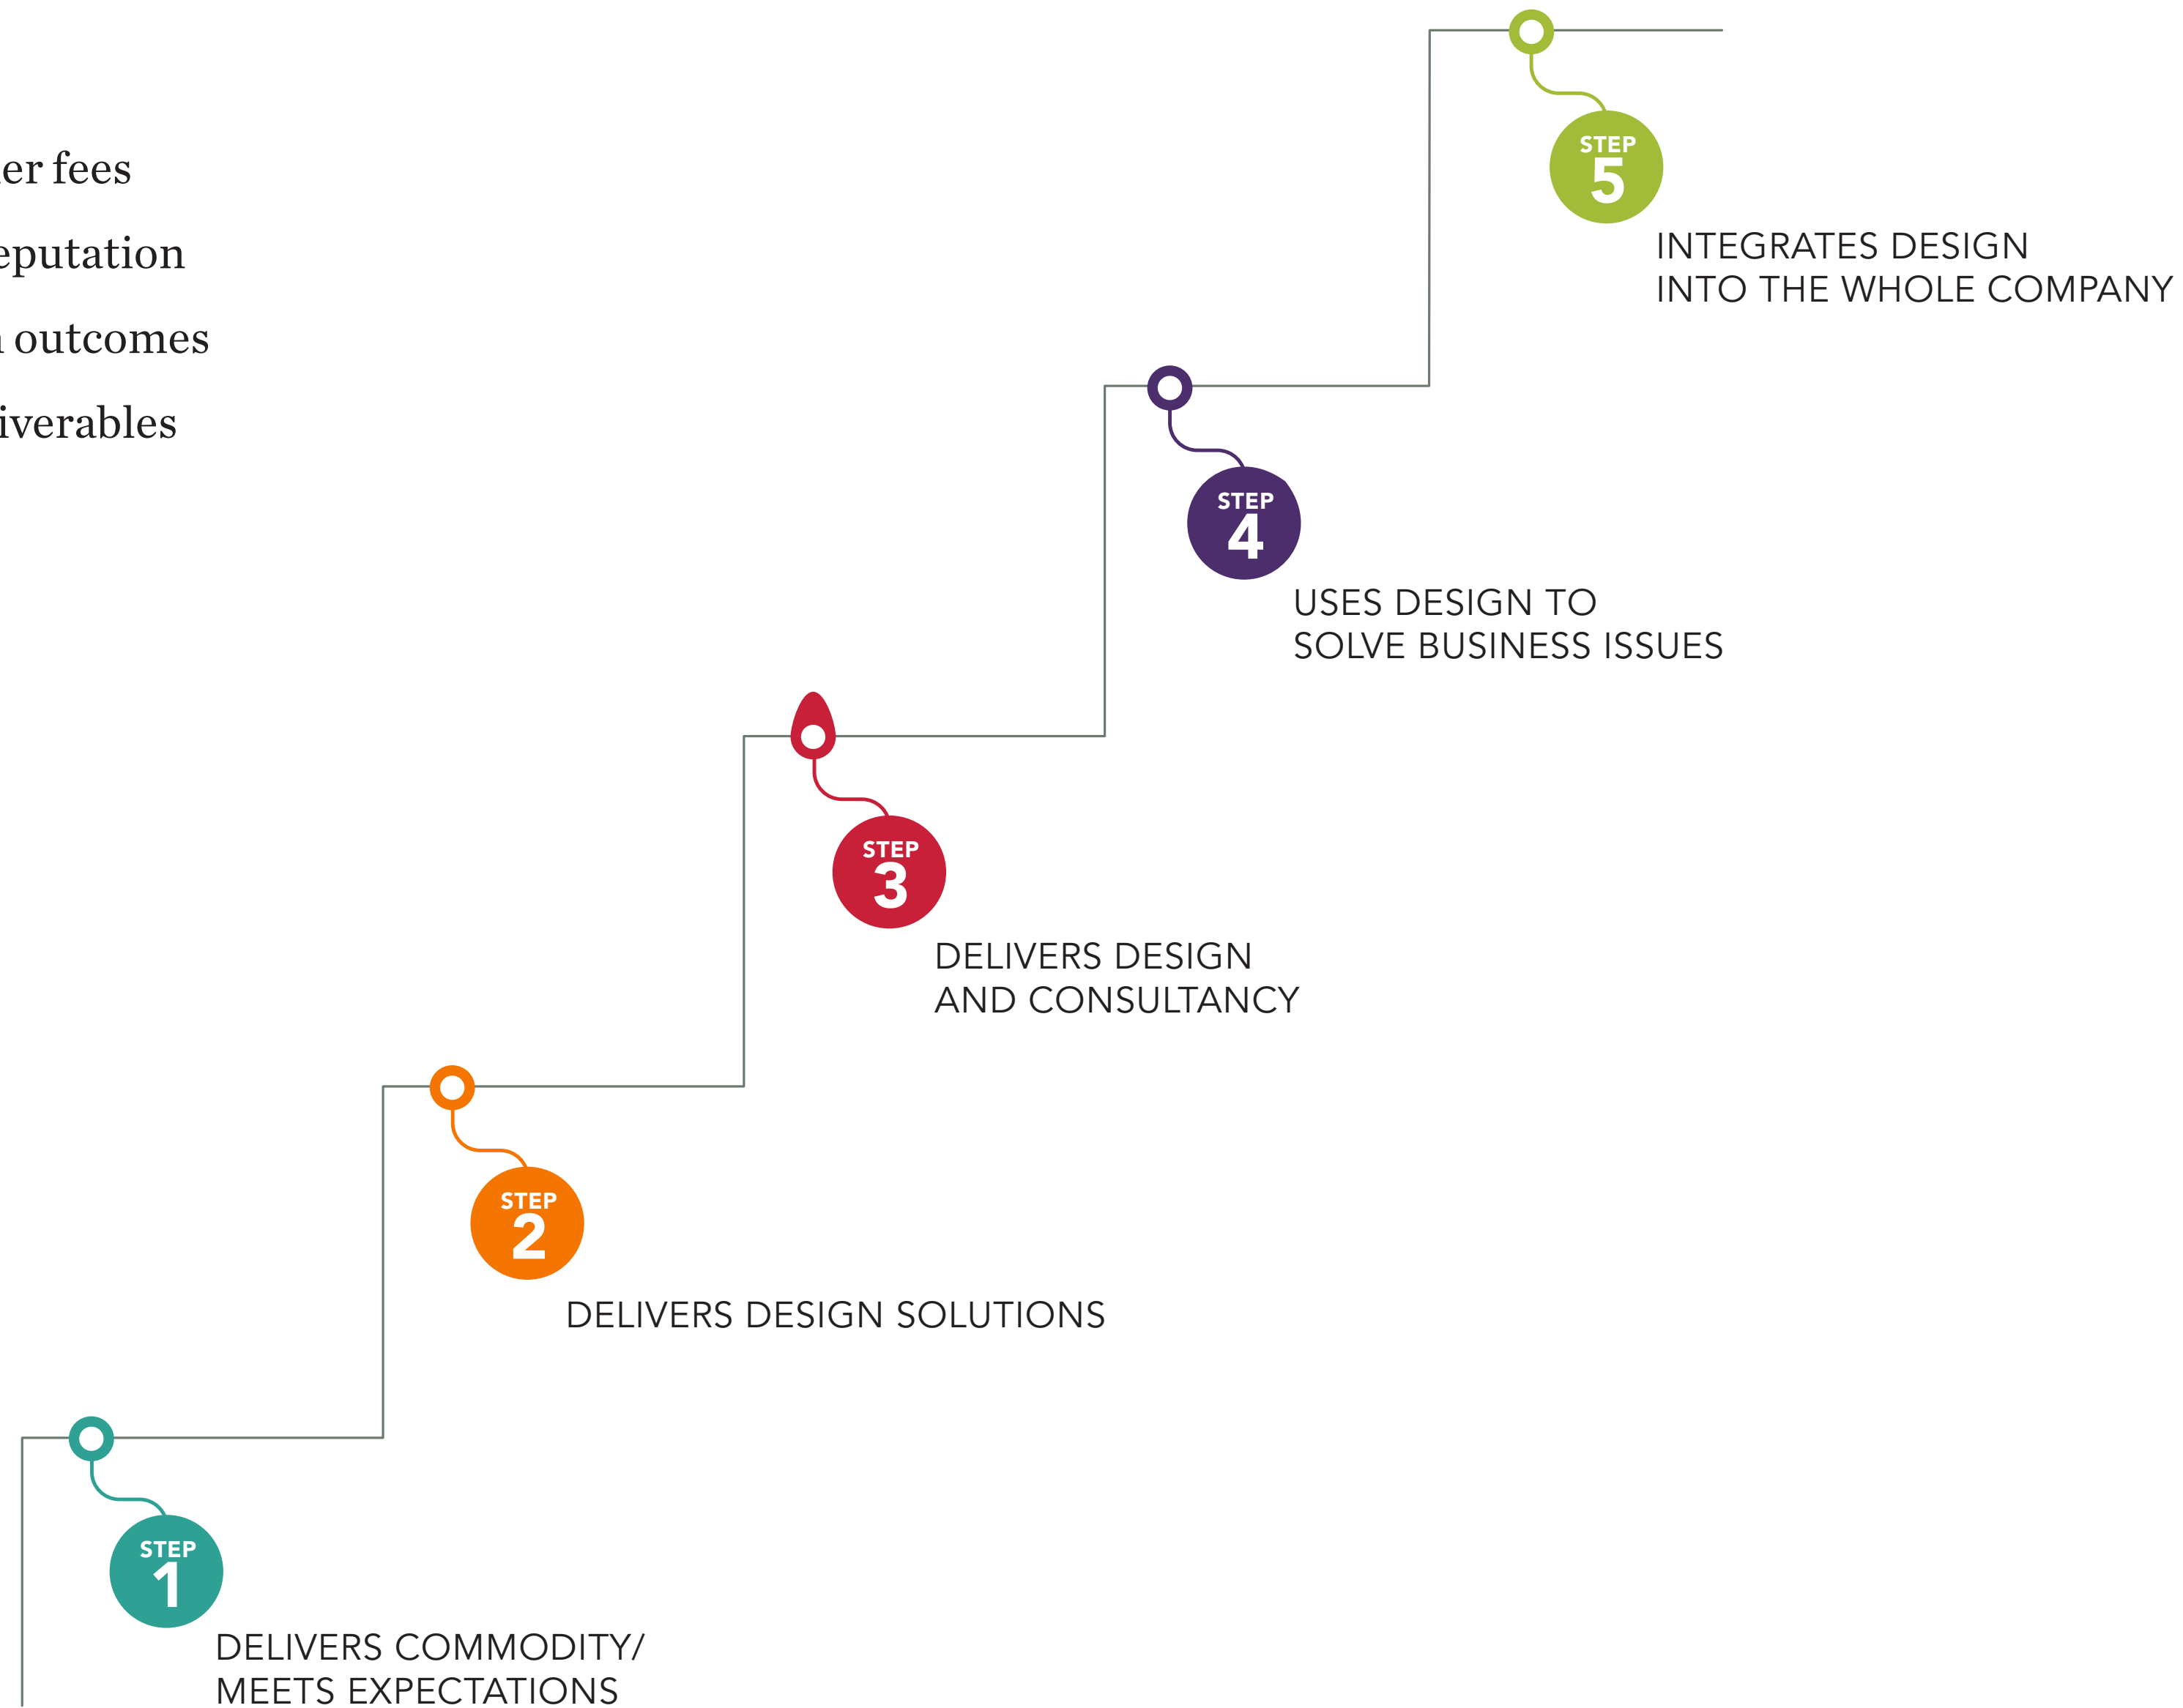 er fees
eputation
outcomes
iverables
STEP
5
INTEGRATES DESIGN
INTO THE WHOLE COMPANY
STEP
4
USES DESIGN TO
SOLVE BUSINESS ISSUES
STEP
3
DELIVERS DESIGN
AND CONSULTANCY
STEP
2
DELIVERS DESIGN SOLUTIONS
STEP
1
DELIVERS COMMODITY/
MEETS EXPECTATIONS